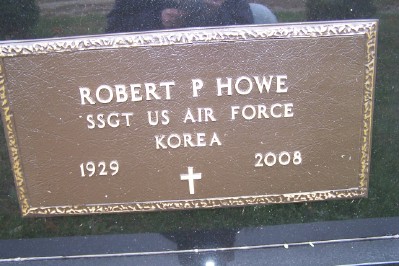 ROBERT P HOWE
SSGT US AIR FORCE
KOREA
1929 2008